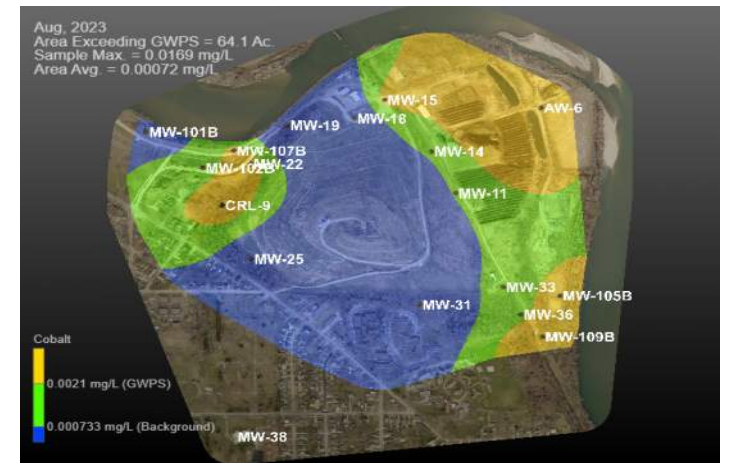 Aug, 2023
Area Exceeding GWPS = 64.1 Ac.
Sample Max. = 0.0169 mg/L
Area Avg. = 0.00072 mg/L
MW-15
AW-6
MW-16
MW-19
MW-101B
MW-107B
MW-14
MW-22
MW-102B
MW-11
CRL-9
MW-25
MW-33
MW-105B
MW-31
MW-36
MW-109B
Cobalt
0.0021 mg/L (GWPS)
0.000733 mg/L (Background)
MW-38